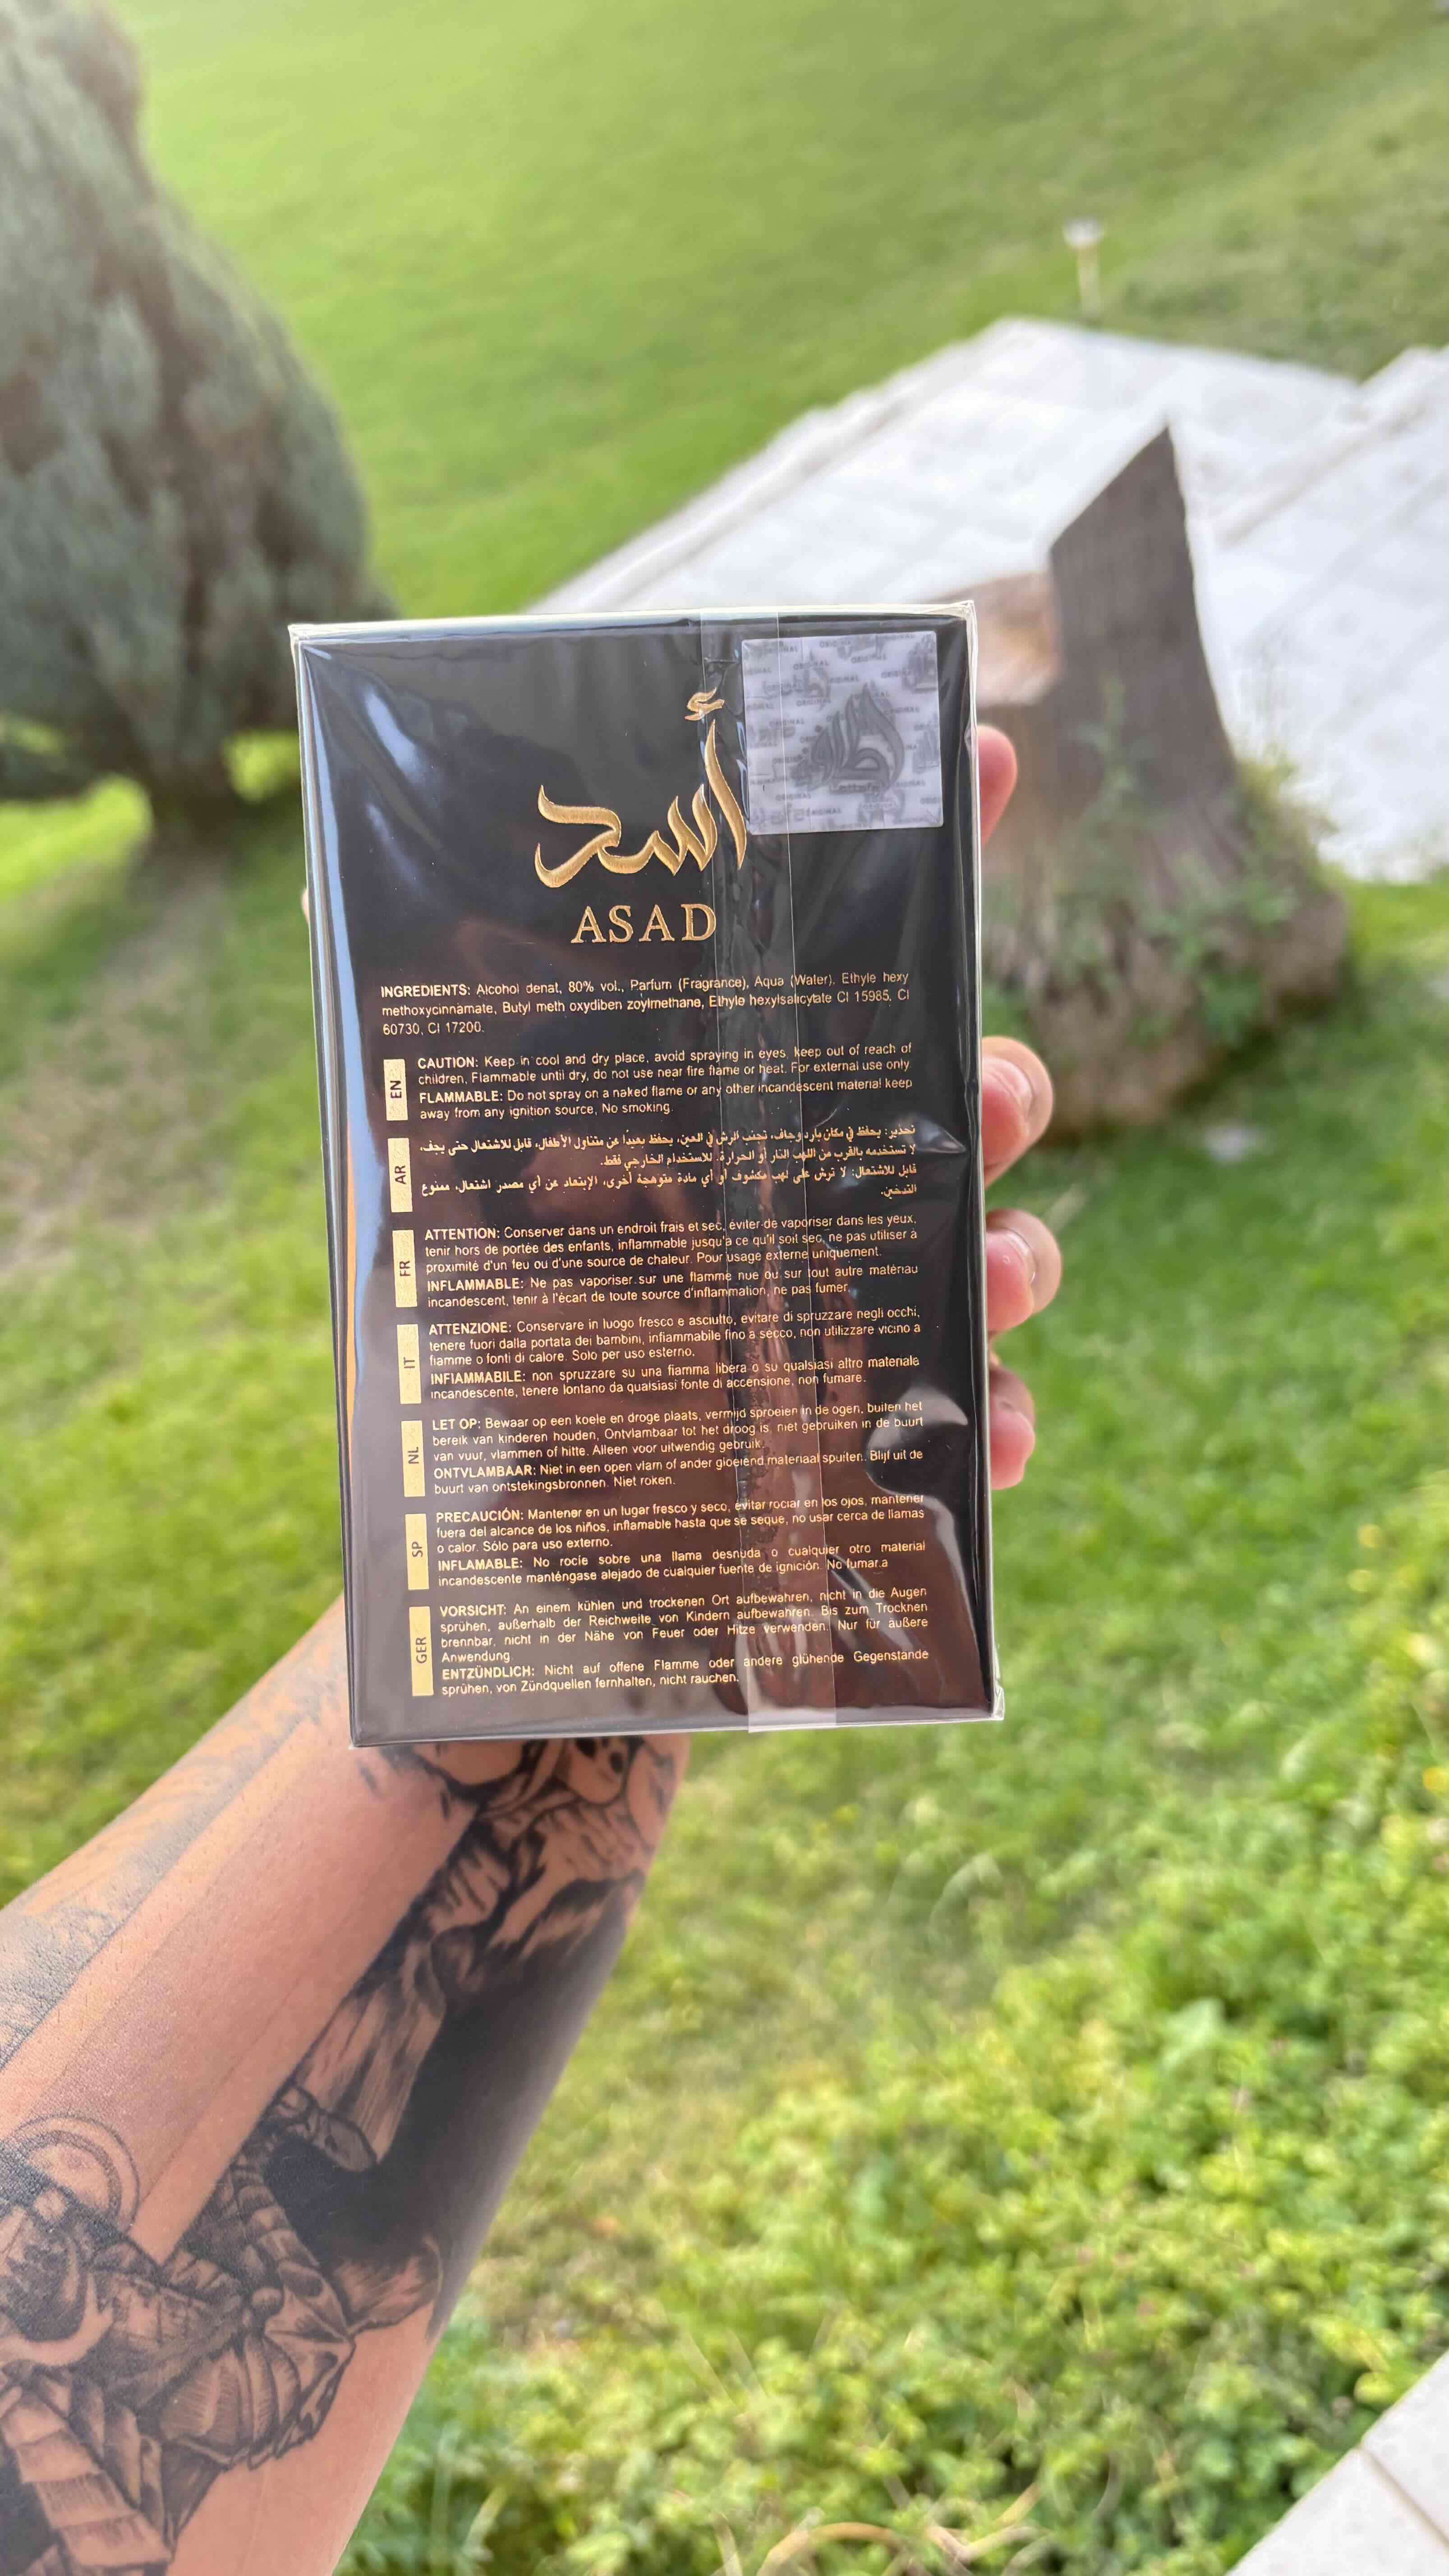 أسد
ASAD
ORIGINAL
لطافة
Lattafa
INGREDIENTS: Alcohol denat, 80% vol., Parfum (Fragrance), Aqua (Water), Ethyle hexy
methoxycinnamate, Butyl meth oxydiben zoylmethane, Ethyle hexylsalicytate CI 15985, CI
60730, CI 17200.
EN
CAUTION: Keep in cool and dry place, avoid spraying in eyes, keep out of reach of
children, Flammable until dry, do not use near fire flame or heat. For external use only
FLAMMABLE: Do not spray on a naked flame or any other incandescent material keep
away from any ignition source, No smoking.
AR
تحذير: يحفظ في مكان بارد وجاف، تجنب الرش في العين، يحفظ بعيداً عن متناول الأطفال، قابل للاشتعال حتى يجف،
لا تستخدمه بالقرب من اللهب النار أو الحرارة. للاستخدام الخارجي فقط.
قابل للاشتعال: لا ترش على لهب مكشوف أو أي مادة متوهجة أخرى، الإبتعاد عن أي مصدر اشتعال، ممنوع
التدخين.
FR
ATTENTION: Conserver dans un endroit frais et sec, éviter de vaporiser dans les yeux,
tenir hors de portée des enfants, inflammable jusqu'à ce qu'il soit sec, ne pas utiliser à
proximité d'un feu ou d'une source de chaleur. Pour usage externe uniquement.
INFLAMMABLE: Ne pas vaporiser sur une flamme nue ou sur tout autre matériau
incandescent, tenir à l'écart de toute source d'inflammation, ne pas fumer.
IT
ATTENZIONE: Conservare in luogo fresco e asciutto, evitare di spruzzare negli occhi,
tenere fuori dalla portata dei bambini, infiammabile fino a secco, non utilizzare vicino a
fiamme o fonti di calore. Solo per uso esterno.
INFIAMMABILE: non spruzzare su una fiamma libera o su qualsiasi altro materiale
incandescente, tenere lontano da qualsiasi fonte di accensione, non fumare.
NL
LET OP: Bewaar op een koele en droge plaats, vermijd sproeien in de ogen, buiten het
bereik van kinderen houden, Ontvlambaar tot het droog is, niet gebruiken in de buurt
van vuur, vlammen of hitte. Alleen voor uitwendig gebruik.
ONTVLAMBAAR: Niet in een open vlam of ander gloeiend materiaal spuiten. Blijf uit de
buurt van ontstekingsbronnen. Niet roken.
SP
PRECAUCIÓN: Mantener en un lugar fresco y seco, évitar rociar en los ojos, mantener
fuera del alcance de los niños, inflamable hasta que se seque, no usar cerca de llamas
o calor. Sólo para uso externo.
INFLAMABLE: No rocíe sobre una llama desnuda o cualquier otro material
incandescente manténgase alejado de cualquier fuente de ignición. No fumar.a
GER
VORSICHT: An einem kühlen und trockenen Ort aufbewahren, nicht in die Augen
sprühen, außerhalb der Reichweite von Kindern aufbewahren. Bis zum Trocknen
brennbar, nicht in der Nähe von Feuer oder Hitze verwenden. Nur für äußere
Anwendung.
ENTZÜNDLICH: Nicht auf offene Flamme oder andere glühende Gegenstände
sprühen, von Zündquellen fernhalten, nicht rauchen.